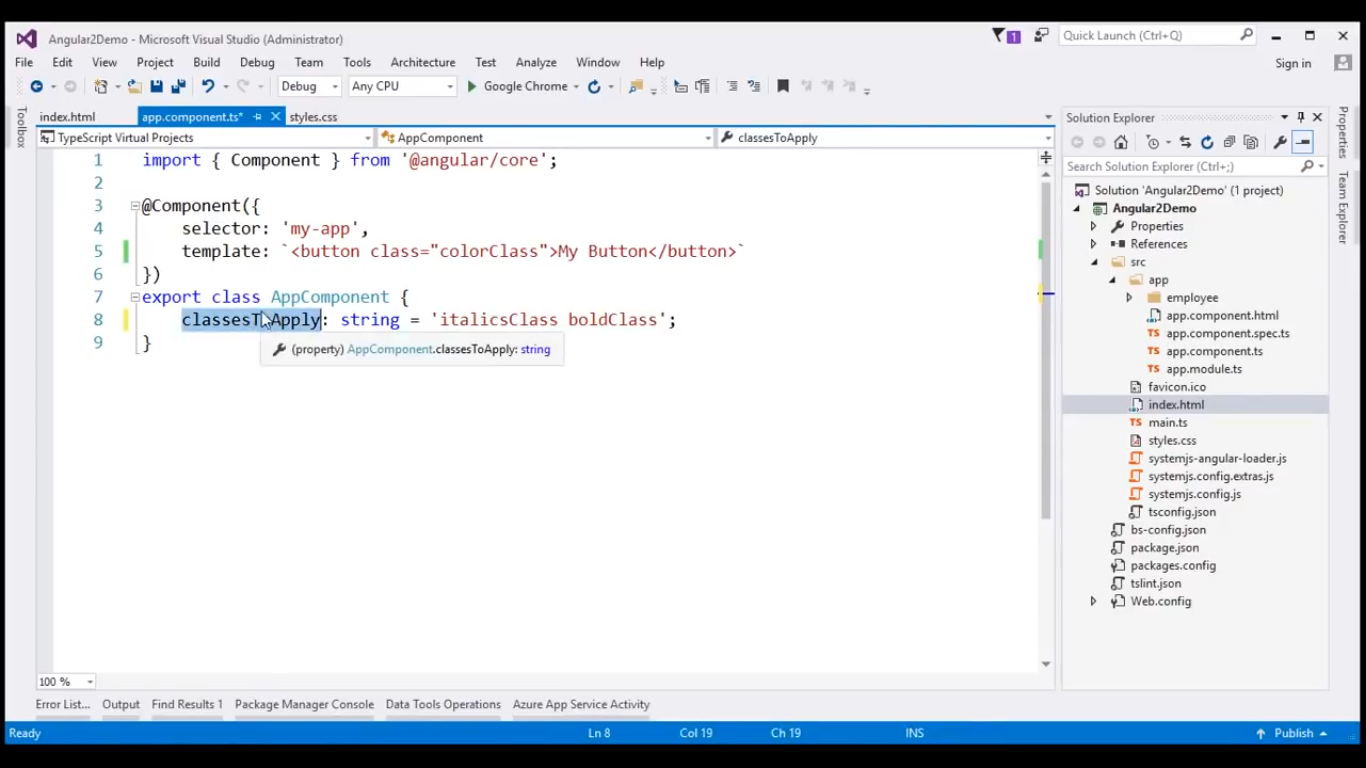 Angular2Demo - Microsoft Visual Studio (Administrator)
1
Quick Launch (Ctrl+Q)
File Edit View Project Build Debug Team Tools Architecture Test Analyze Window Help
Sign in
Debug Any CPU Google Chrome
Toolbox
index.html app.component.ts* styles.css
TypeScript Virtual Projects AppComponent classesToApply
1 import { Component } from '@angular/core';
2
3 @Component({
4 selector: 'my-app',
5 template: `<button class="colorClass">My Button</button>`
6 })
7 export class AppComponent {
8 classesToApply: string = 'italicsClass boldClass';
9 }
(property) AppComponent.classesToApply: string
100 %
Solution Explorer
Search Solution Explorer (Ctrl+;)
Solution 'Angular2Demo' (1 project)
Angular2Demo
Properties
References
src
app
employee
app.component.html
TS app.component.spec.ts
TS app.component.ts
TS app.module.ts
favicon.ico
index.html
TS main.ts
styles.css
systemjs-angular-loader.js
systemjs.config.extras.js
systemjs.config.js
tsconfig.json
bs-config.json
package.json
packages.config
tslint.json
Web.config
Properties
Team Explorer
Error List... Output Find Results 1 Package Manager Console Data Tools Operations Azure App Service Activity
Ready Ln 8 Col 19 Ch 19 INS Publish